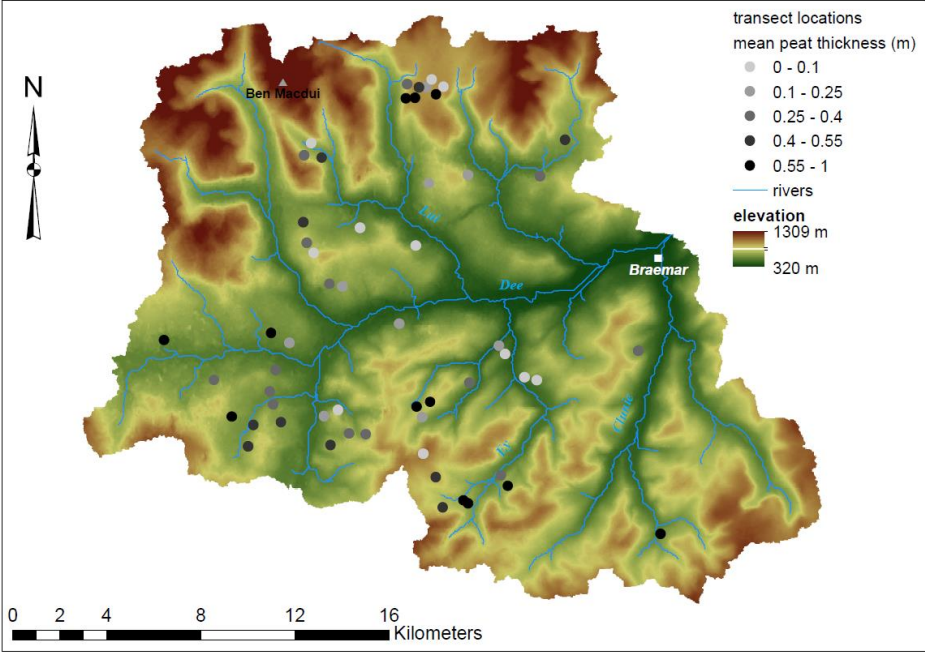 transect locations
mean peat thickness (m)
0 - 0.1
0.1 - 0.25
0.25 - 0.4
0.4 - 0.55
0.55 - 1
rivers
elevation
1309 m
320 m
N
Ben Macdui
Lui
Dee
Braemar
Ey
Clunie
0 2 4 8 12 16
Kilometers